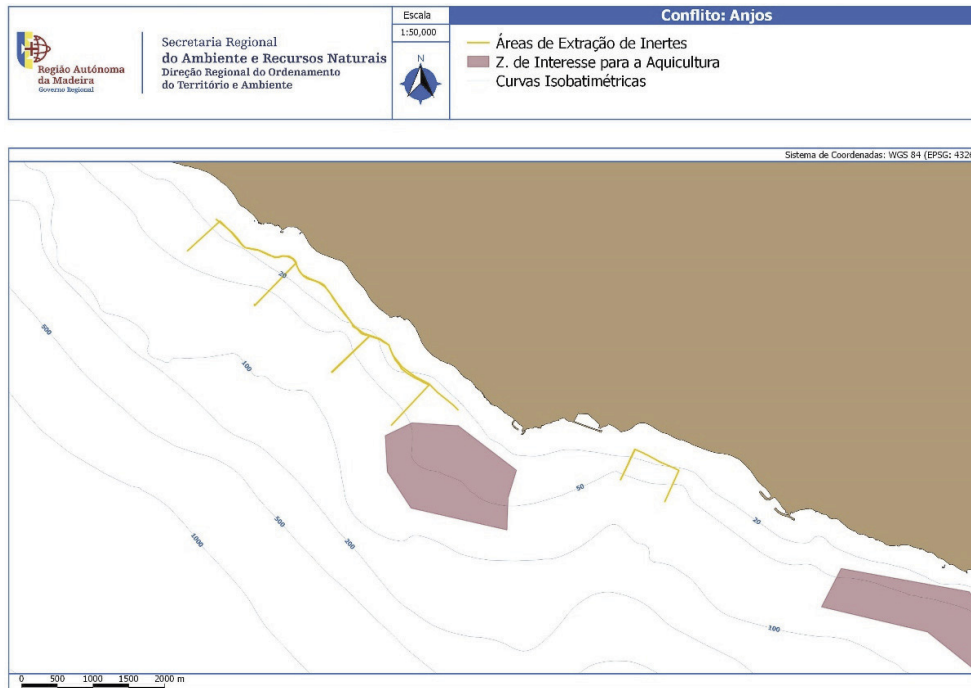 Região Autónoma
da Madeira
Governo Regional
Secretaria Regional
do Ambiente e Recursos Naturais
Direção Regional do Ordenamento
do Território e Ambiente
Escala
1:50,000
N
Conflito: Anjos
Áreas de Extração de Inertes
Z. de Interesse para a Aquicultura
Curvas Isobatimétricas
Sistema de Coordenadas: WGS 84 (EPSG: 4326
20
500
100
50
20
500
200
1000
100
0 500 1000 1500 2000 m